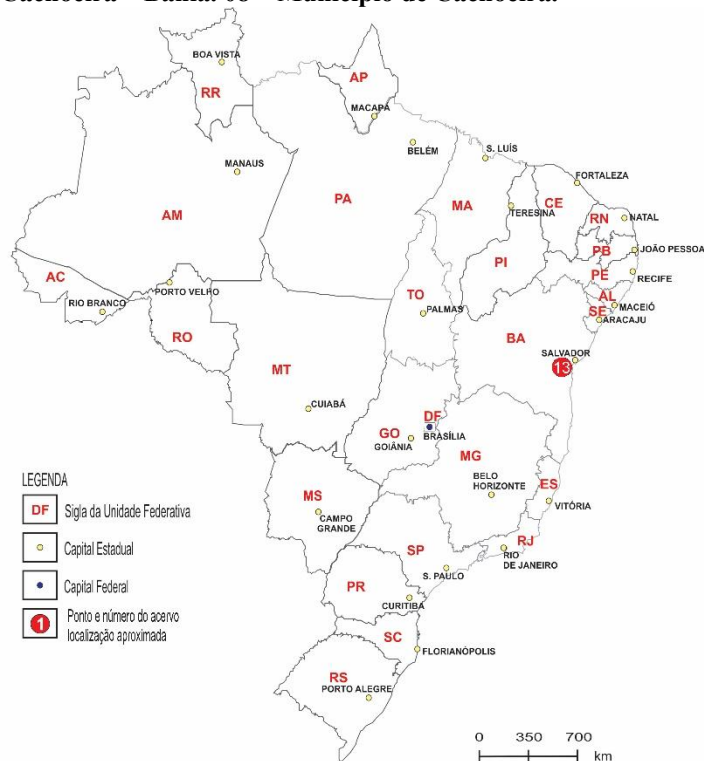 Cachoeira – Bahia. – Município de Cachoeira.
BOA VISTA
RR
AP
MACAPÁ
BELÉM
S. LUÍS
MANAUS
FORTALEZA
AM
PA
MA
TERESINA
CE
RN
NATAL
PB
JOÃO PESSOA
PI
PE
RECIFE
AC
RIO BRANCO
PORTO VELHO
TO
PALMAS
AL
MACEIÓ
SE
ARACAJU
RO
BA
SALVADOR
13
MT
CUIABÁ
DF
BRASÍLIA
GO
GOIÂNIA
MG
BELO
HORIZONTE
ES
VITÓRIA
MS
CAMPO
GRANDE
SP
S. PAULO
RJ
RIO
DE JANEIRO
PR
CURITIBA
SC
FLORIANÓPOLIS
RS
PORTO ALEGRE
LEGENDA
DF Sigla da Unidade Federativa
Capital Estadual
Capital Federal
1 Ponto e número do acervo
localização aproximada
0 350 700
km